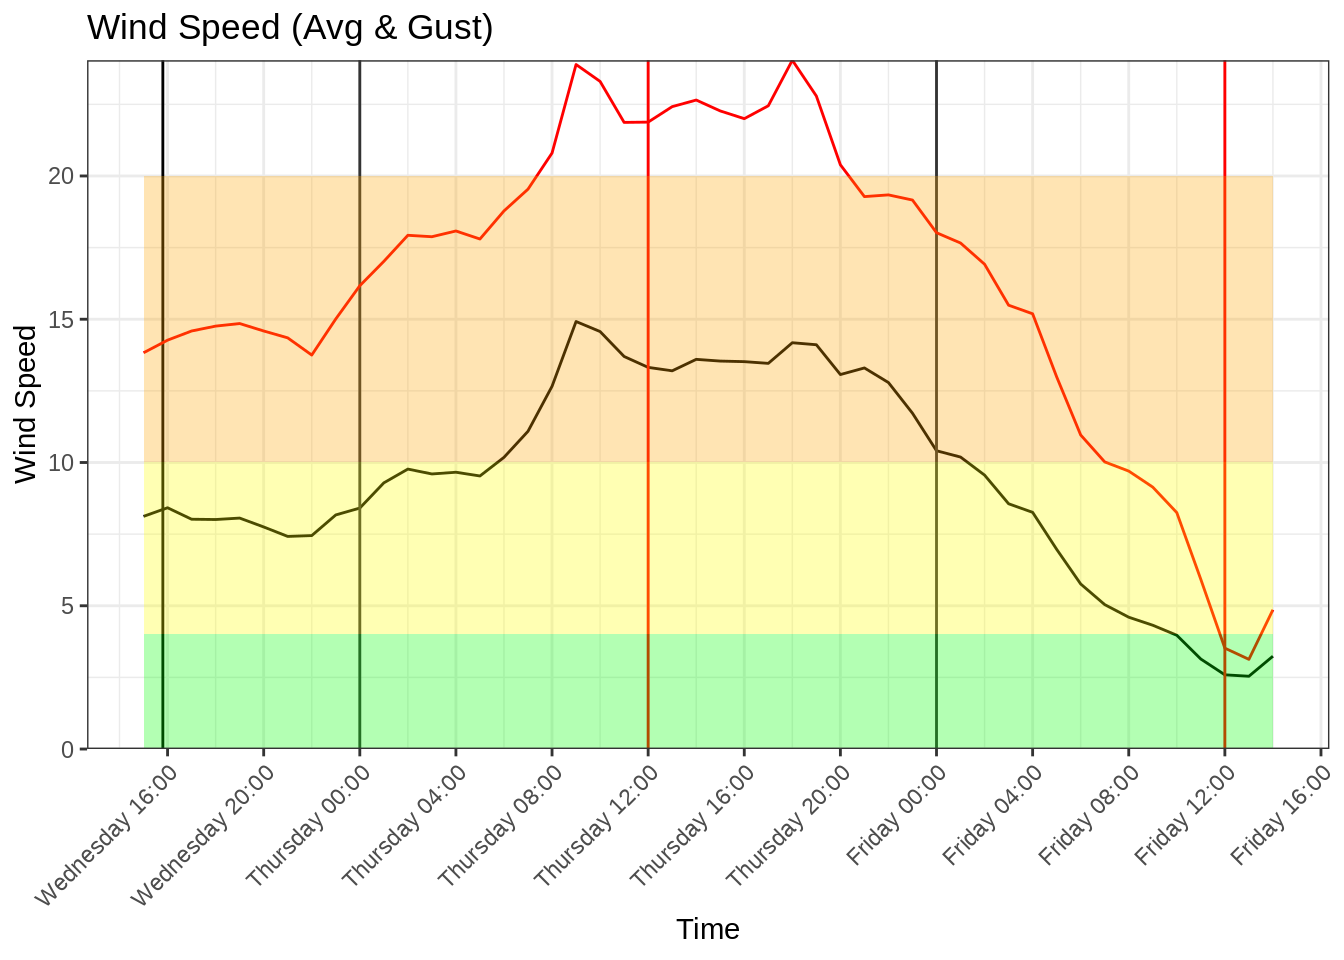 Wind Speed (Avg & Gust)
Wind Speed
20
15
10
5
0
Wednesday 16:00
Wednesday 20:00
Thursday 00:00
Thursday 04:00
Thursday 08:00
Thursday 12:00
Thursday 16:00
Thursday 20:00
Friday 00:00
Friday 04:00
Friday 08:00
Friday 12:00
Friday 16:00
Time